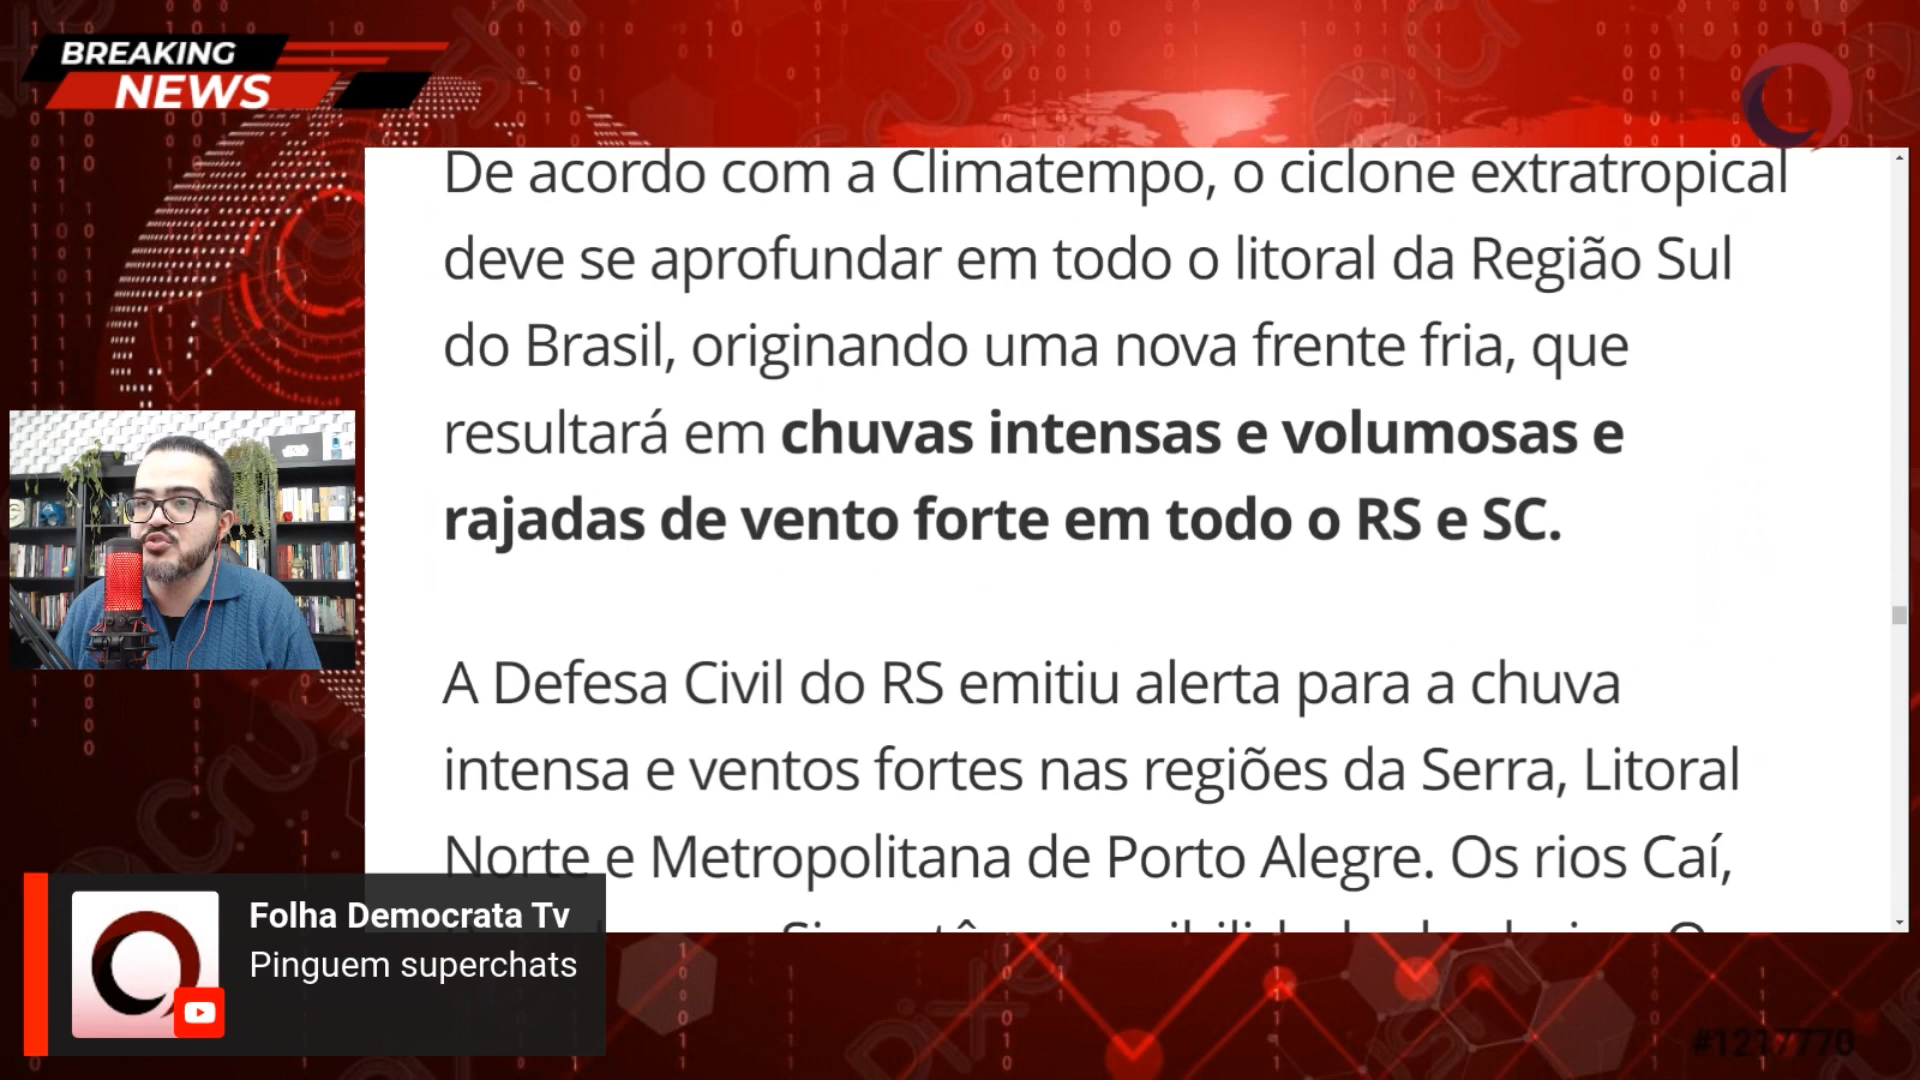 BREAKING
NEWS
De acordo com a Climatempo, o ciclone extratropical
deve se aprofundar em todo o litoral da Região Sul
do Brasil, originando uma nova frente fria, que
resultará em chuvas intensas e volumosas e
rajadas de vento forte em todo o RS e SC.
A Defesa Civil do RS emitiu alerta para a chuva
intensa e ventos fortes nas regiões da Serra, Litoral
Norte e Metropolitana de Porto Alegre. Os rios Caí,
Folha Democrata Tv
Pinguem superchats
#1217770